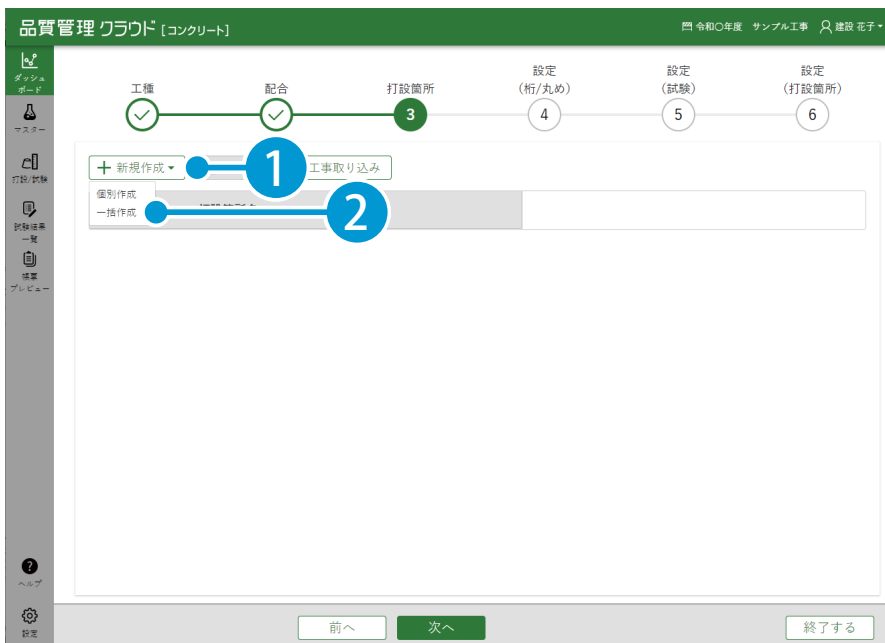 品質管理 クラウド [コンクリート]
令和〇年度 サンプル工事 建設 花子
ダッシュ
ボード
マスター
打設/試験
試験結果
一覧
帳票
プレビュー
ヘルプ
設定
工種
配合
打設箇所
設定
(桁/丸め)
設定
(試験)
設定
(打設箇所)
3
4
5
6
新規作成
1
工事取り込み
個別作成
一括作成
2
前へ
次へ
終了する